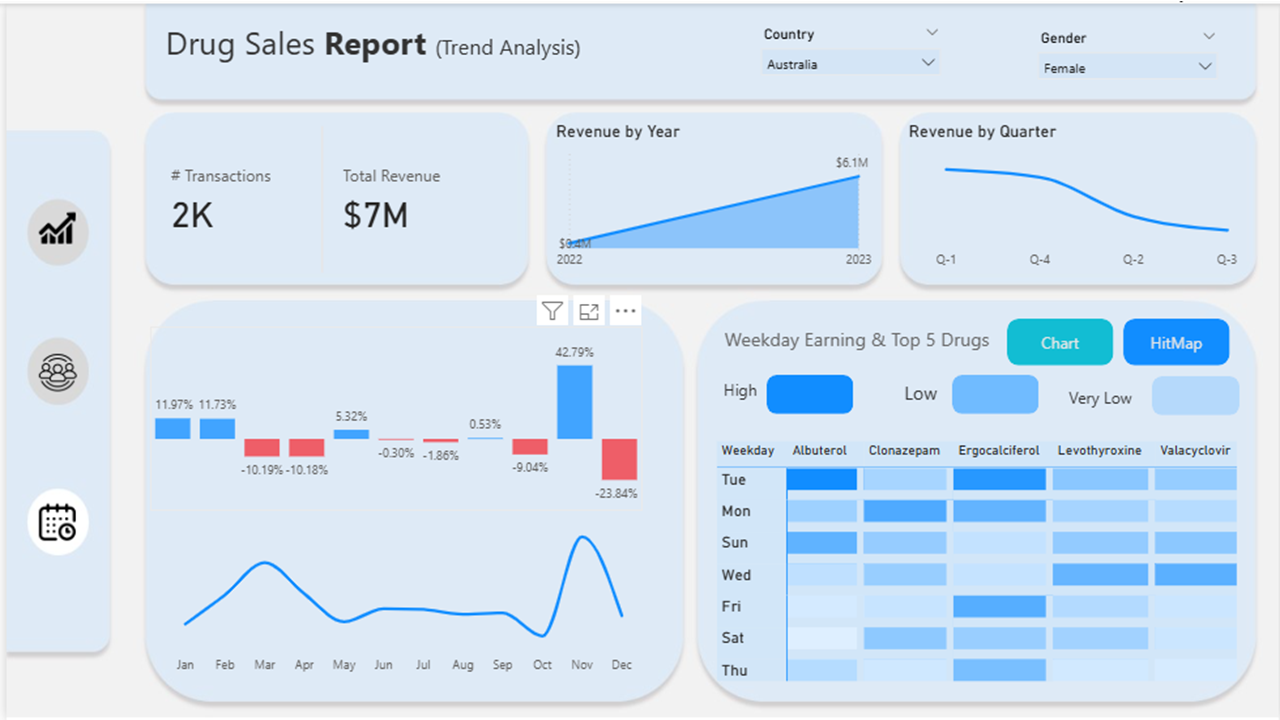 Drug Sales Report (Trend Analysis)
Country
Australia
Gender
Female
# Transactions
2K
Total Revenue
$7M
Revenue by Year
$6.1M
$0.4M
2022 2023
Revenue by Quarter
Q-1 Q-4 Q-2 Q-3
42.79%
11.97% 11.73%
5.32%
0.53%
-0.30% -1.86%
-10.19% -10.18%
-9.04%
-23.84%
Jan Feb Mar Apr May Jun Jul Aug Sep Oct Nov Dec
Weekday Earning & Top 5 Drugs
Chart
HitMap
High
Low
Very Low
Weekday Albuterol Clonazepam Ergocalciferol Levothyroxine Valacyclovir
Tue
Mon
Sun
Wed
Fri
Sat
Thu